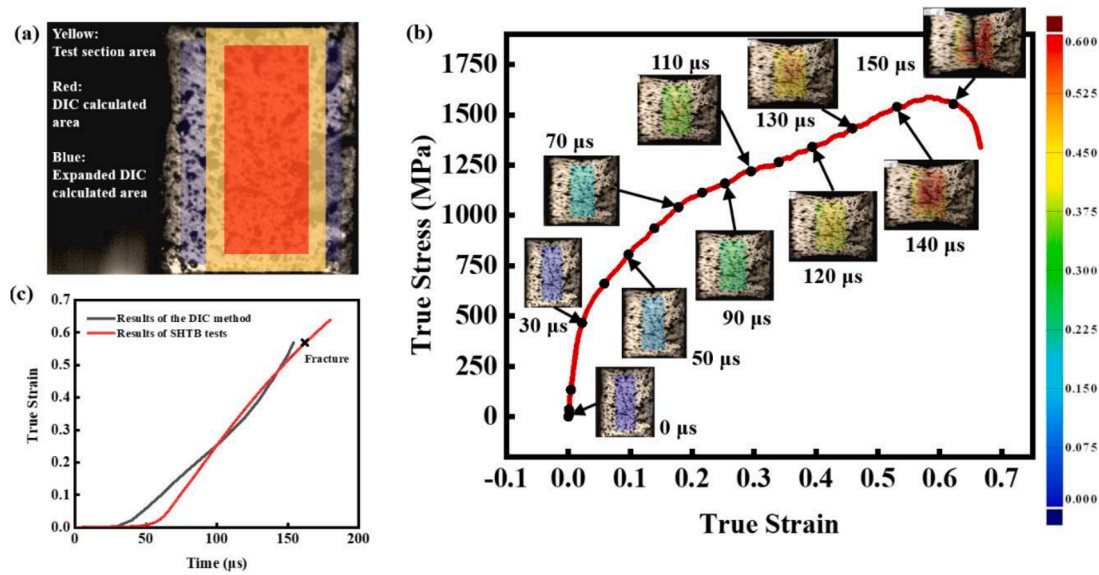 (a)
Yellow:
Test section area
Red:
DIC calculated
area
Blue:
Expanded DIC
calculated area
(b)
True Stress (MPa)
1750
1500
1250
1000
750
500
250
0
-0.1
0.0
0.1
0.2
0.3
0.4
0.5
0.6
0.7
True Strain
0 μs
30 μs
50 μs
70 μs
90 μs
110 μs
120 μs
130 μs
140 μs
150 μs
0.600
0.525
0.450
0.375
0.300
0.225
0.150
0.075
0.000
(c)
True Strain
0.7
0.6
0.5
0.4
0.3
0.2
0.1
0.0
Results of the DIC method
Results of SHTB tests
Fracture
0
50
100
150
200
Time (μs)